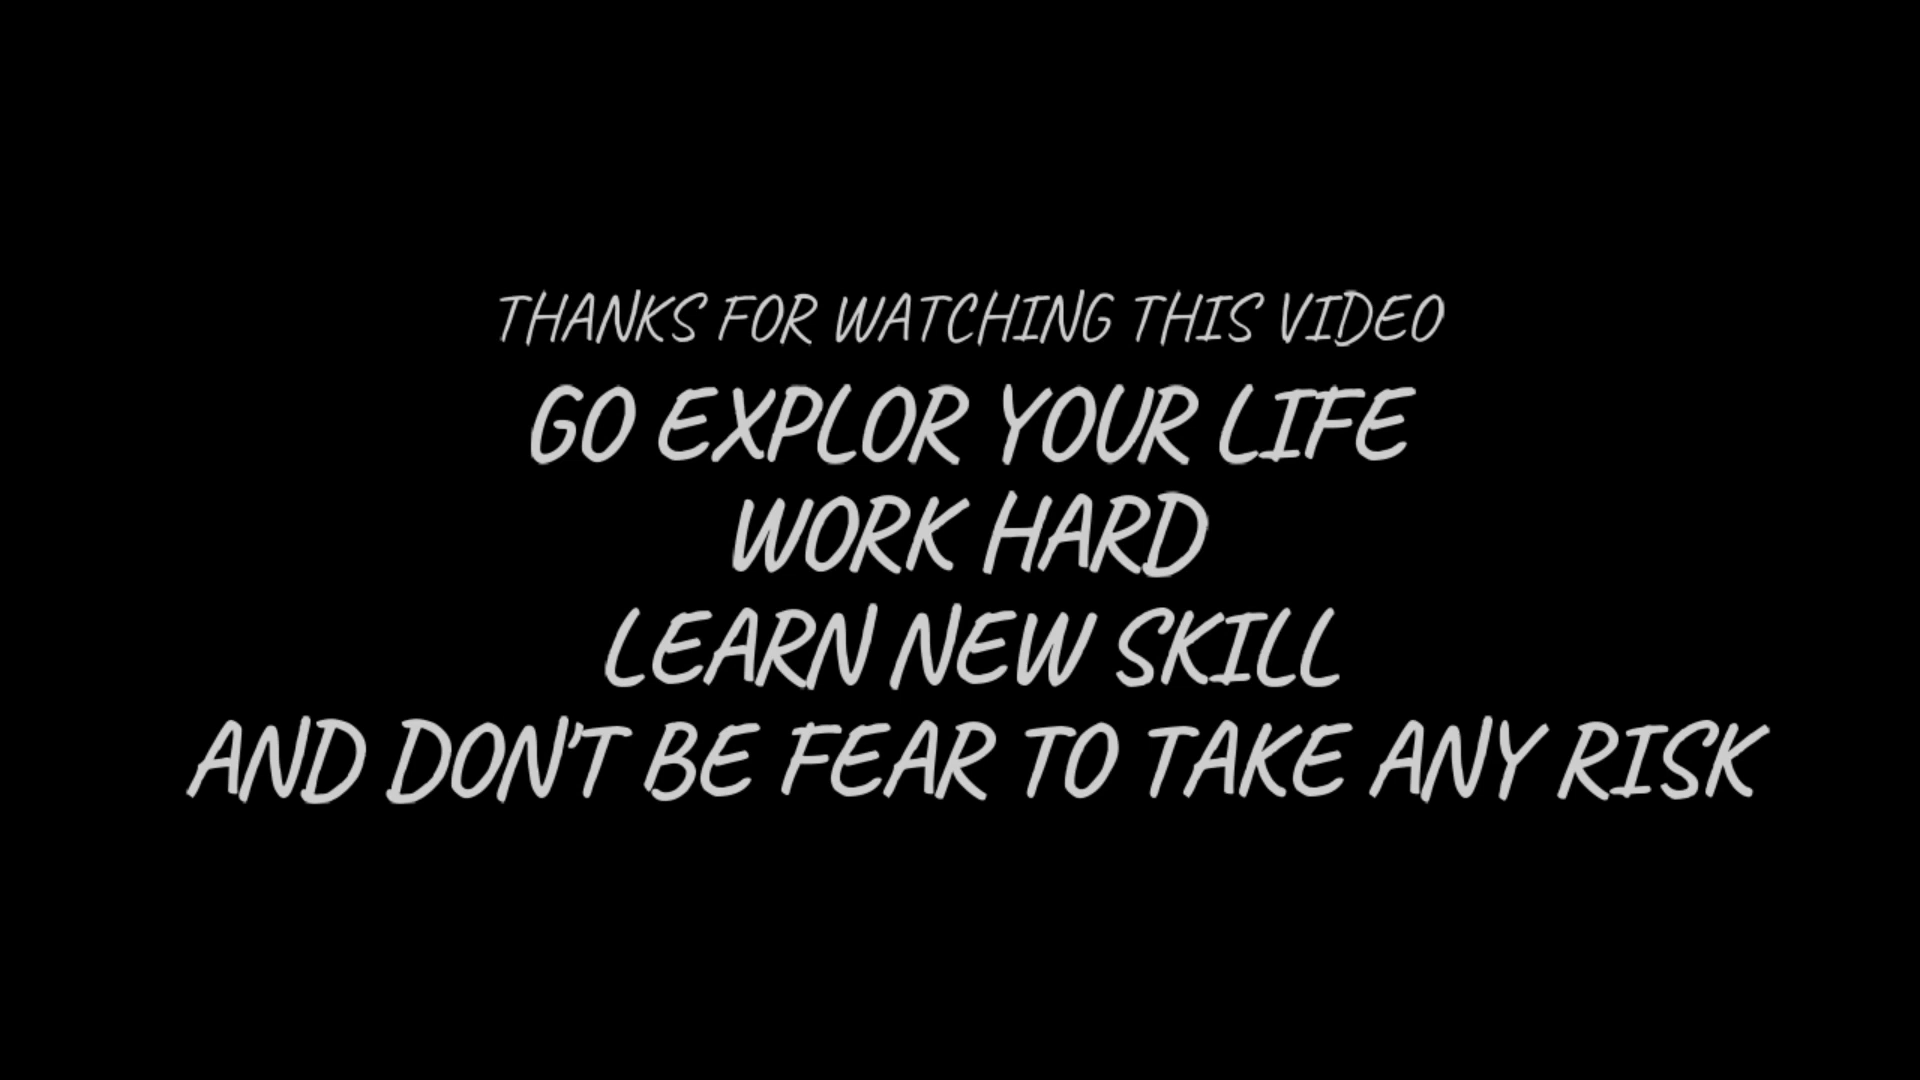 THANKS FOR WATCHING THIS VIDEO
GO EXPLOR YOUR LIFE
WORK HARD
LEARN NEW SKILL
AND DON'T BE FEAR TO TAKE ANY RISK